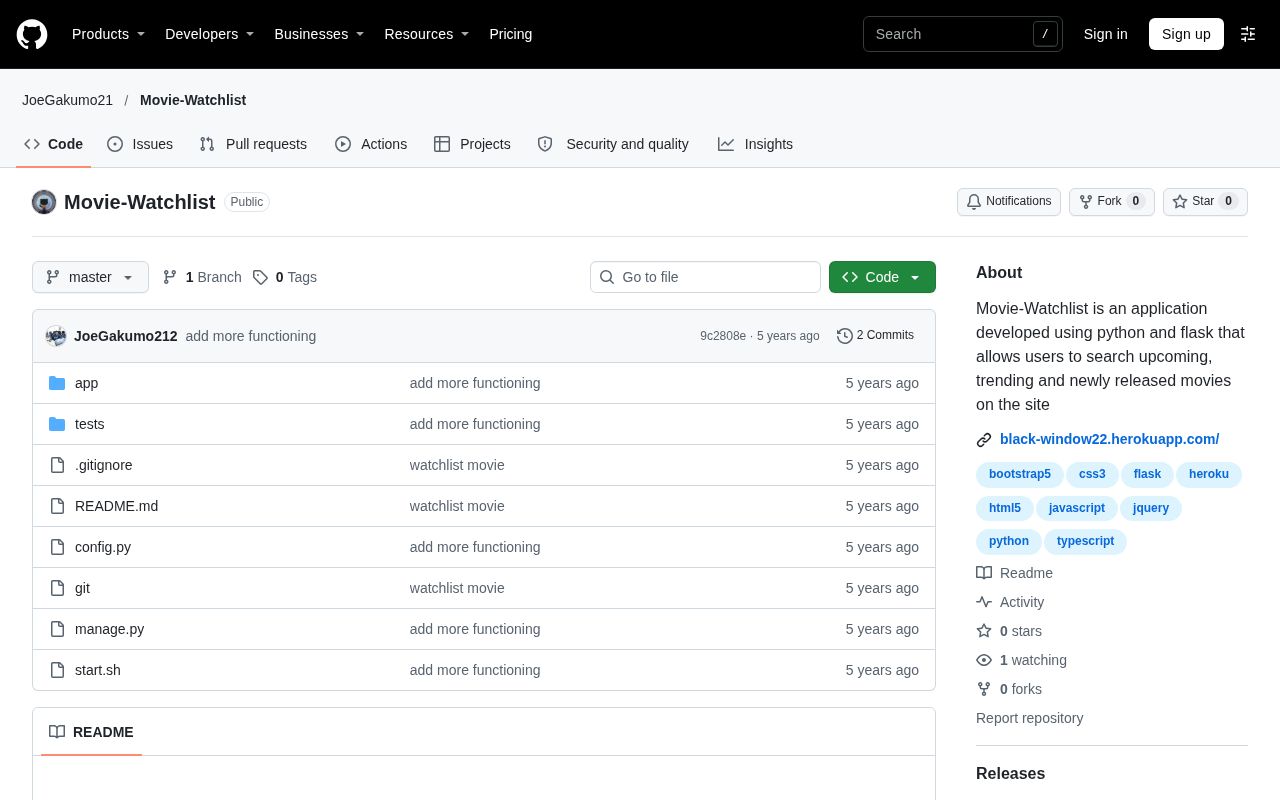 Products Developers Businesses Resources Pricing Search / Sign in Sign up
JoeGakumo21 / Movie-Watchlist
Code Issues Pull requests Actions Projects Security and quality Insights
Movie-Watchlist Public Notifications Fork 0 Star 0
master 1 Branch 0 Tags Go to file Code
JoeGakumo212 add more functioning 9c2808e · 5 years ago 2 Commits
app add more functioning 5 years ago
tests add more functioning 5 years ago
.gitignore watchlist movie 5 years ago
README.md watchlist movie 5 years ago
config.py add more functioning 5 years ago
git watchlist movie 5 years ago
manage.py add more functioning 5 years ago
start.sh add more functioning 5 years ago
README
About
Movie-Watchlist is an application
developed using python and flask that
allows users to search upcoming,
trending and newly released movies
on the site
black-window22.herokuapp.com/
bootstrap5 css3 flask heroku
html5 javascript jquery
python typescript
Readme
Activity
0 stars
1 watching
0 forks
Report repository
Releases